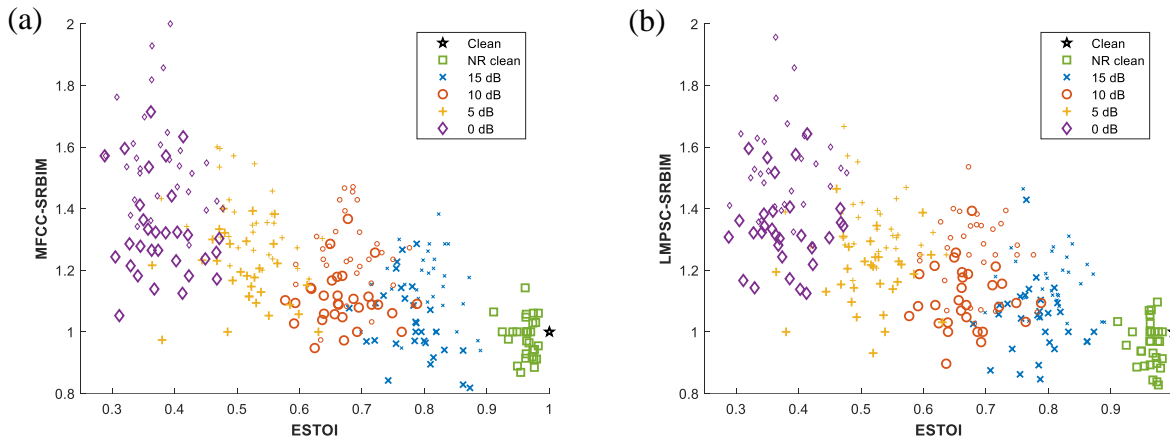 (a)
2
1.8
1.6
1.4
1.2
1
0.8
MFCC-SRBIM
0.3 0.4 0.5 0.6 0.7 0.8 0.9 1
ESTOI
Clean
NR clean
15 dB
10 dB
5 dB
0 dB
(b)
2
1.8
1.6
1.4
1.2
1
0.8
LMPSC-SRBIM
0.3 0.4 0.5 0.6 0.7 0.8 0.9
ESTOI
Clean
NR clean
15 dB
10 dB
5 dB
0 dB